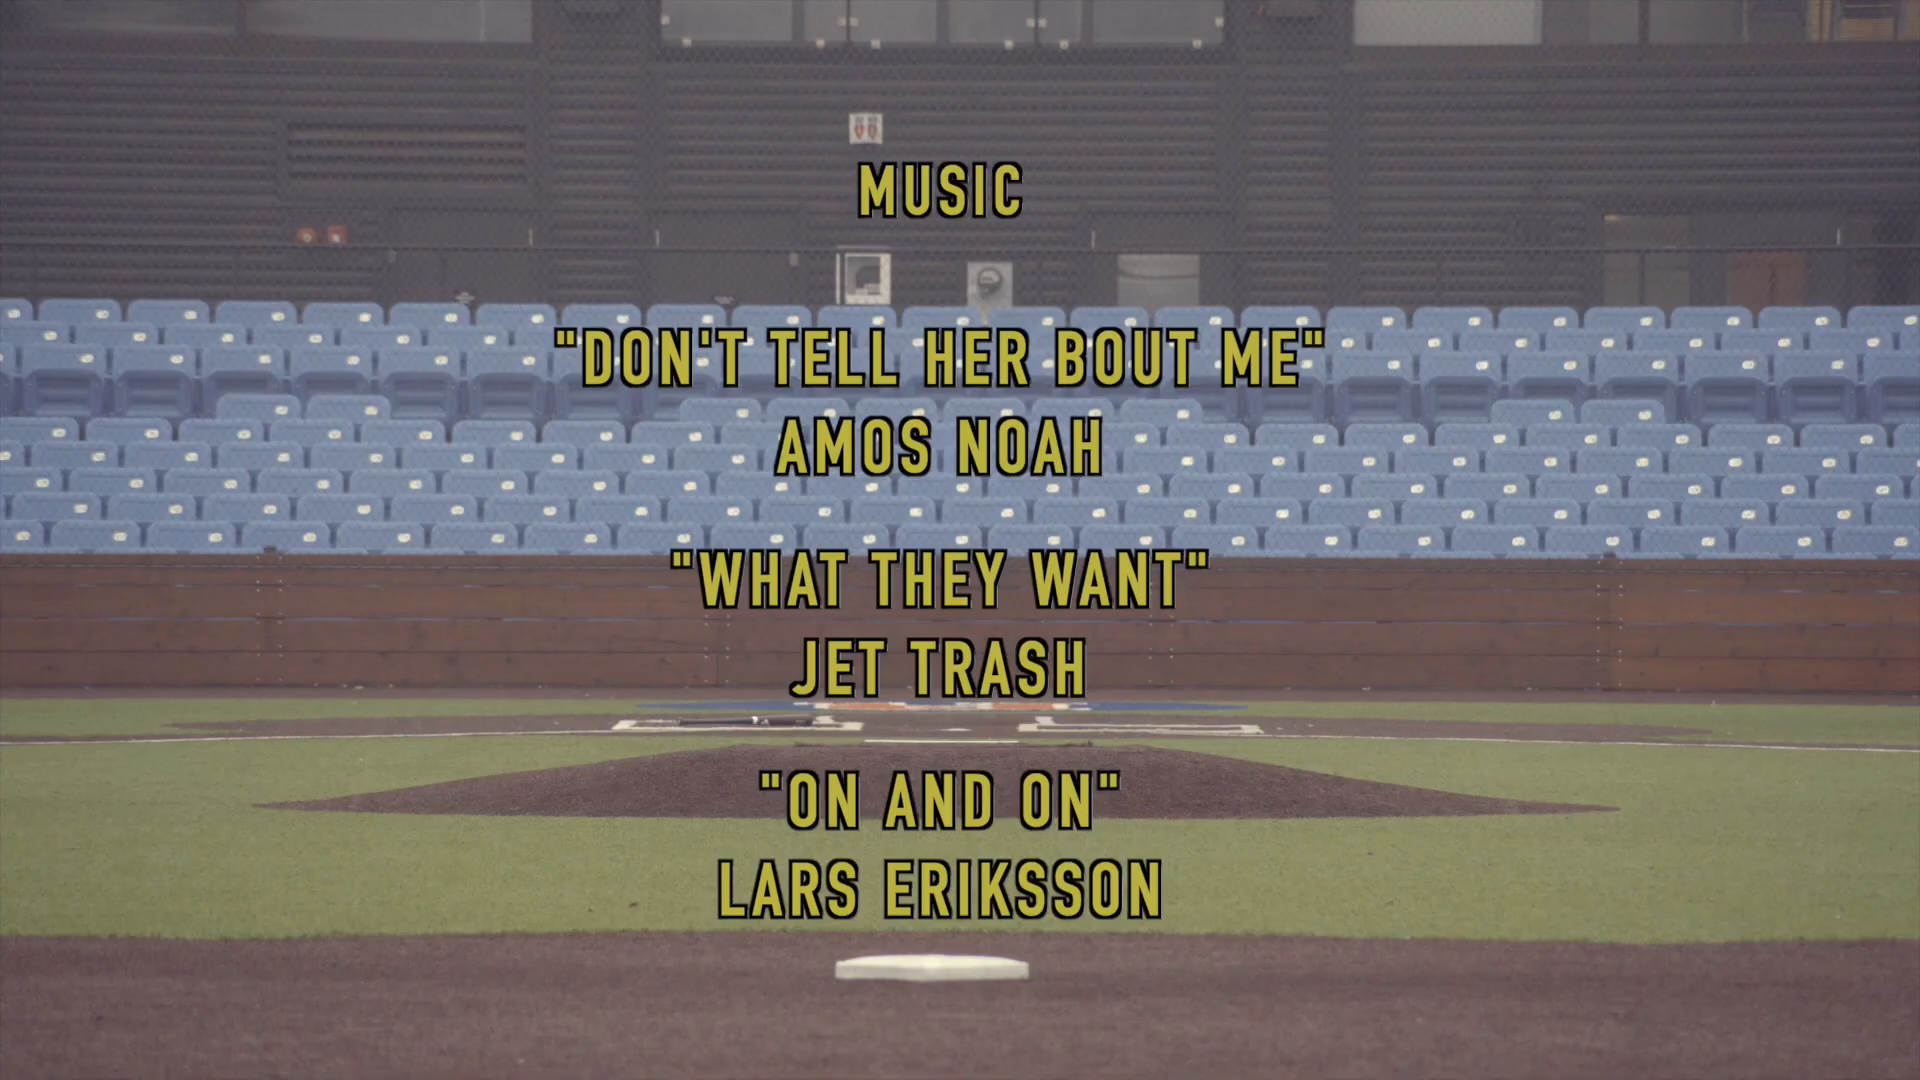 MUSIC
"DON'T TELL HER BOUT ME"
AMOS NOAH
"WHAT THEY WANT"
JET TRASH
"ON AND ON"
LARS ERIKSSON